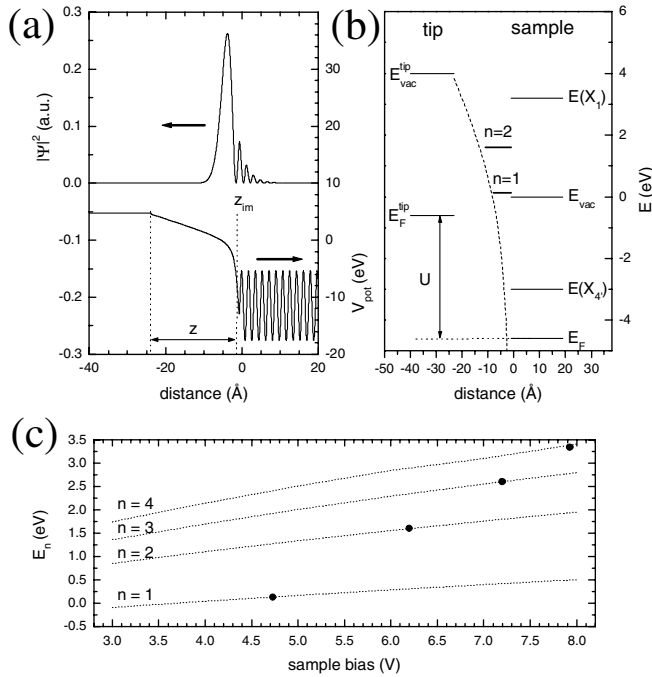 (a)
0.3
0.2
0.1
0.0
-0.1
-0.2
-0.3
|Ψ|² (a.u.)
30
20
10
0
-10
-20
V_pot (eV)
z_im
z
-40 -30 -20 -10 0 10 20
distance (Å)
(b)
tip sample
E_vac^tip
E(X₁)
n=2
n=1
E_vac
E_F^tip
U
E(X₄')
E_F
6
4
2
0
-2
-4
E (eV)
-50 -40 -30 -20 -10 0 10 20 30
distance (Å)
(c)
3.5
3.0
2.5
2.0
1.5
1.0
0.5
0.0
-0.5
E_n (eV)
n = 4
n = 3
n = 2
n = 1
3.0 3.5 4.0 4.5 5.0 5.5 6.0 6.5 7.0 7.5 8.0
sample bias (V)